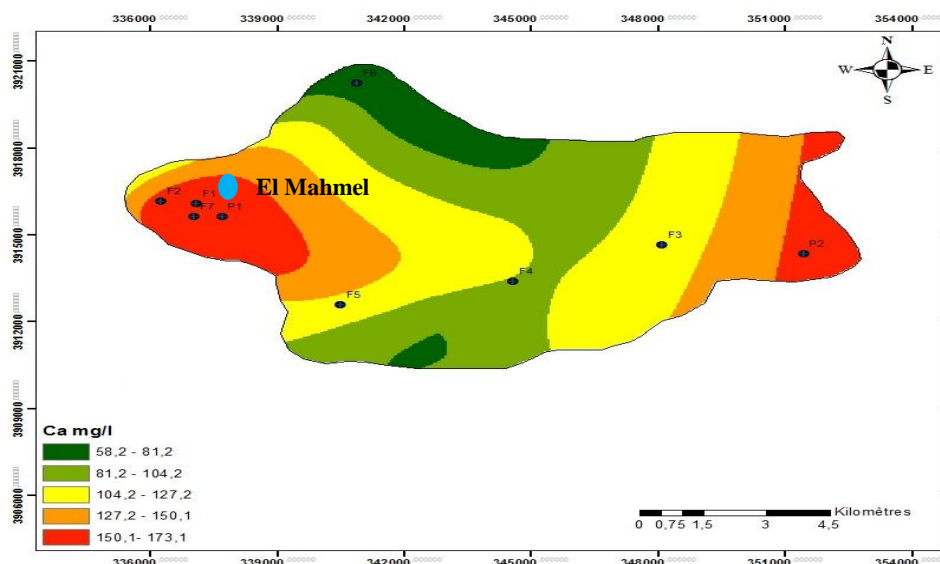 336000 339000 342000 345000 348000 351000 354000
N
W E
S
3921000
3918000
3915000
3912000
3909000
3906000
F6
El Mahmel
F2
F1
F7
P1
F3
P2
F4
F5
Ca mg/l
58,2 - 81,2
81,2 - 104,2
104,2 - 127,2
127,2 - 150,1
150,1- 173,1
Kilomètres
0 0,75 1,5 3 4,5
336000 339000 342000 345000 348000 351000 354000